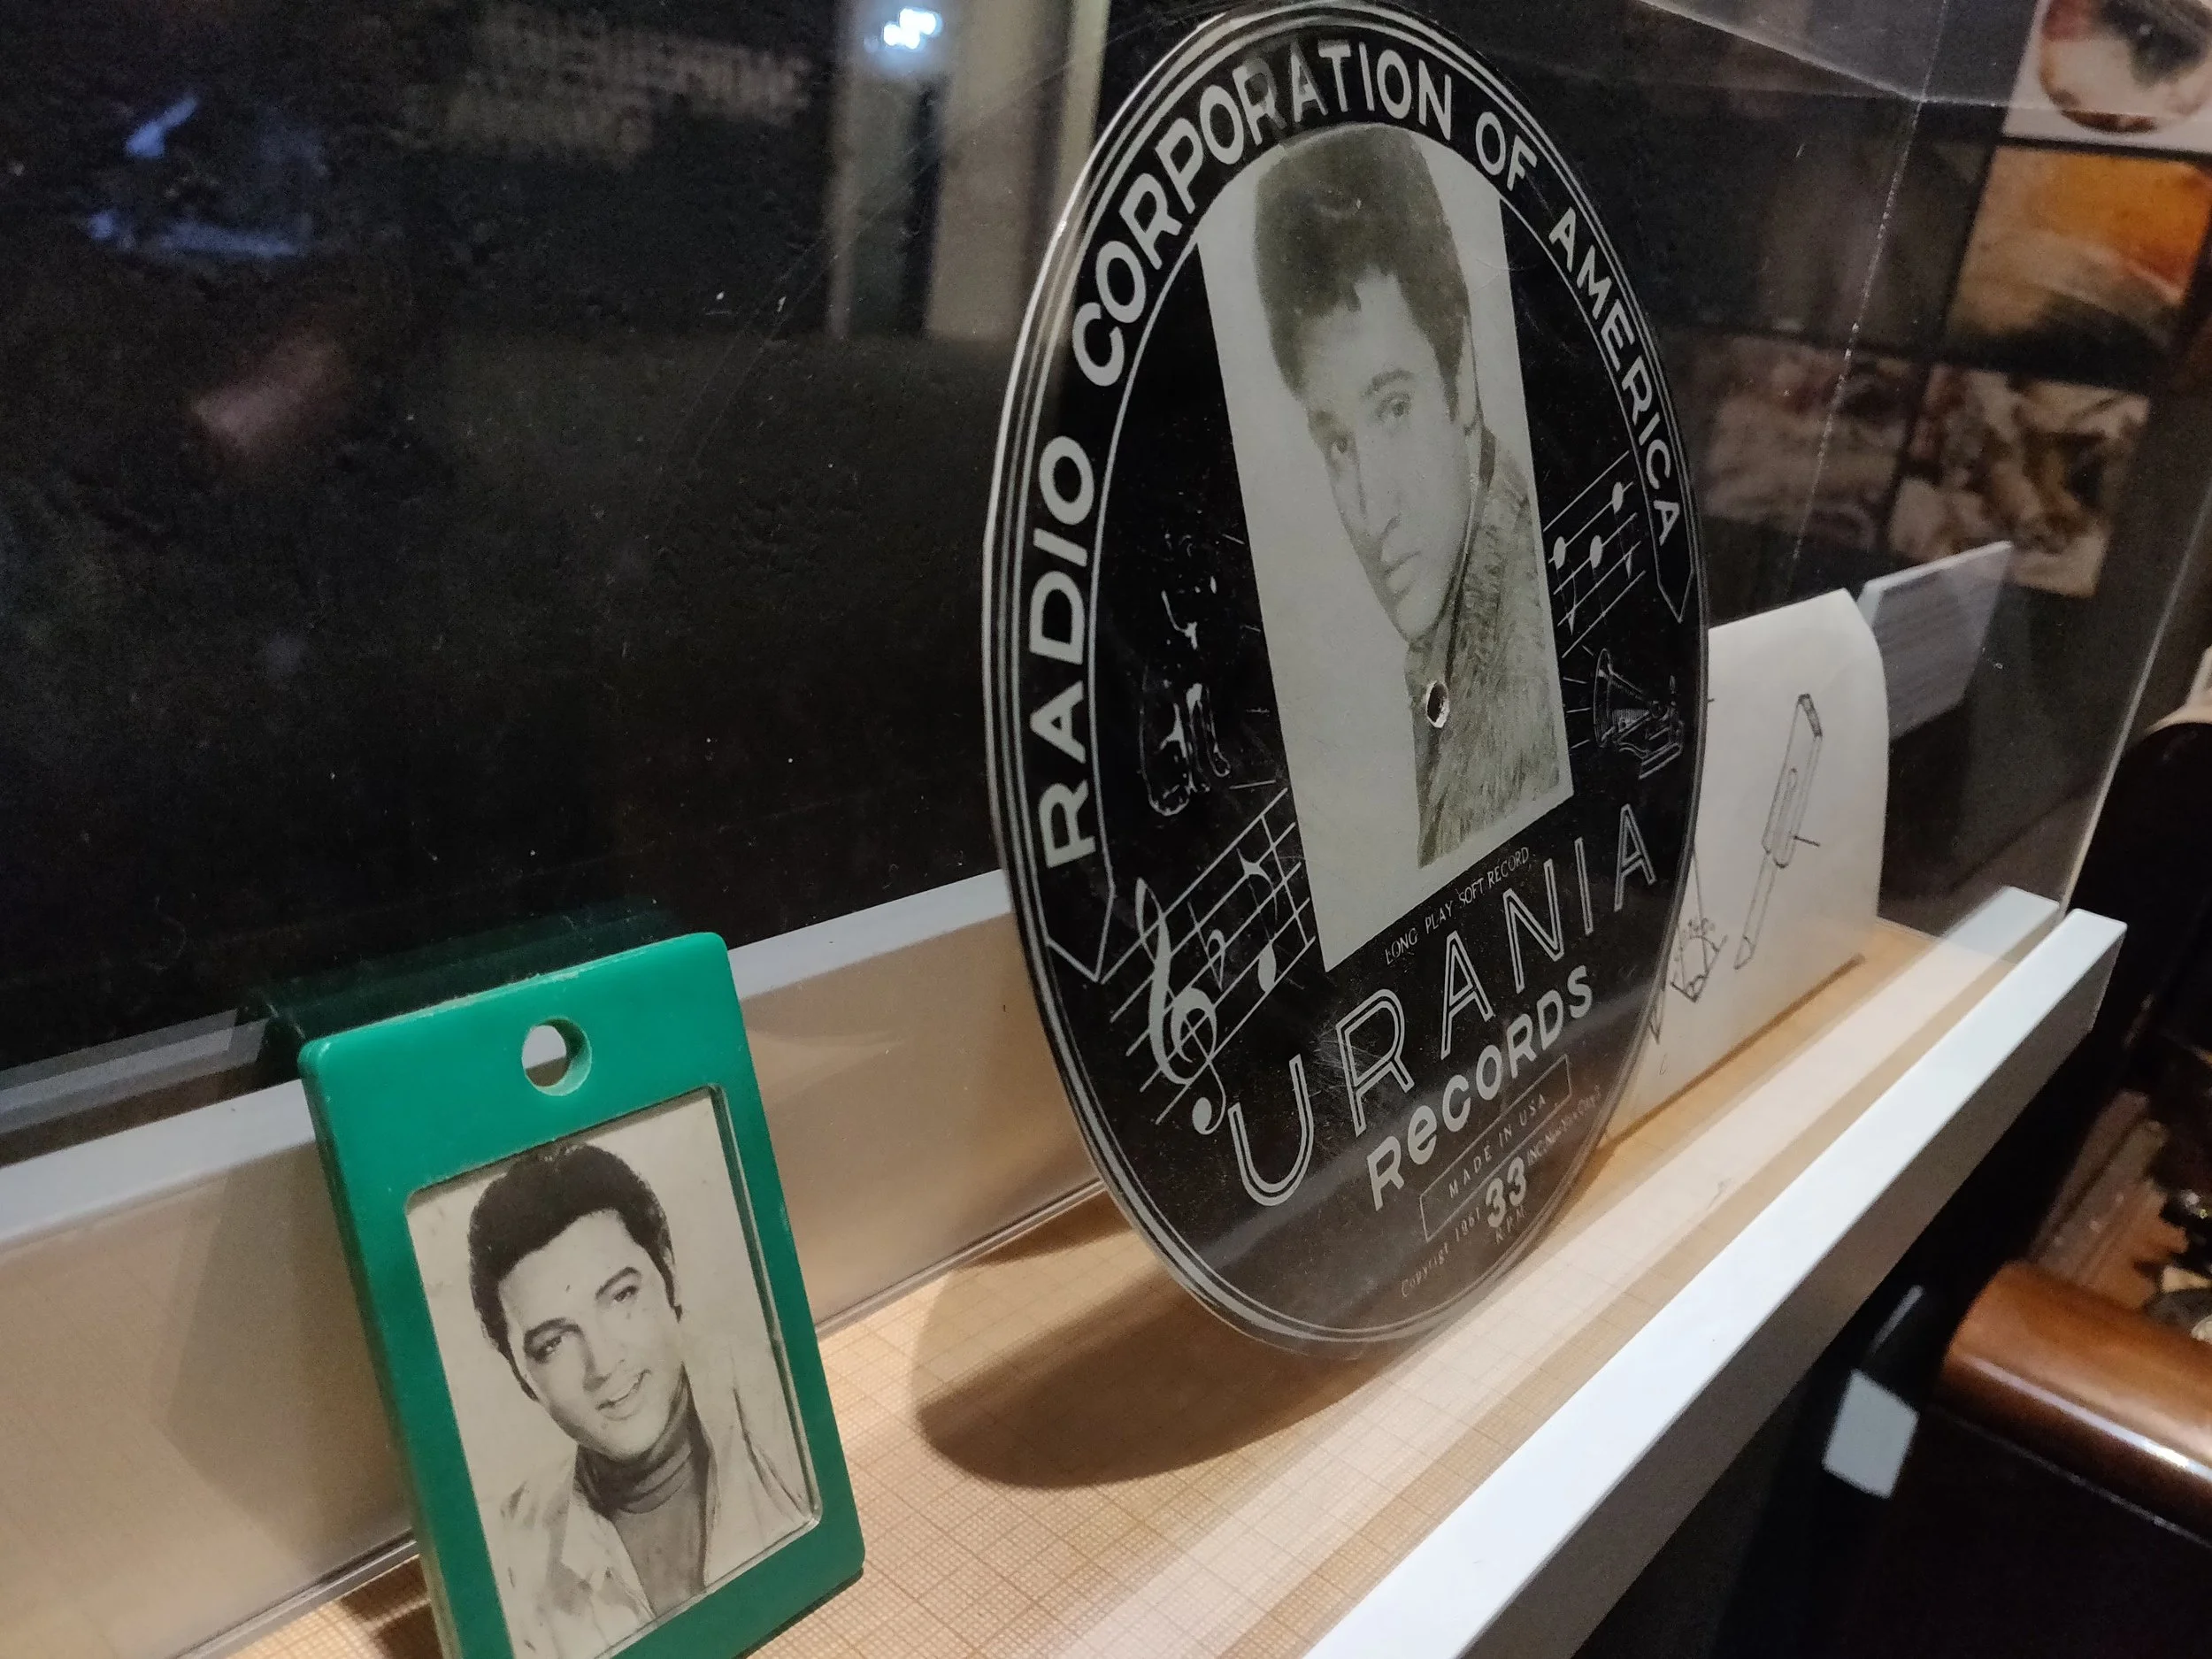 RADIO CORPORATION OF AMERICA
LONG PLAY SOFT RECORD
URANIA
ReCORDS
MADE IN USA
33
R.P.M.